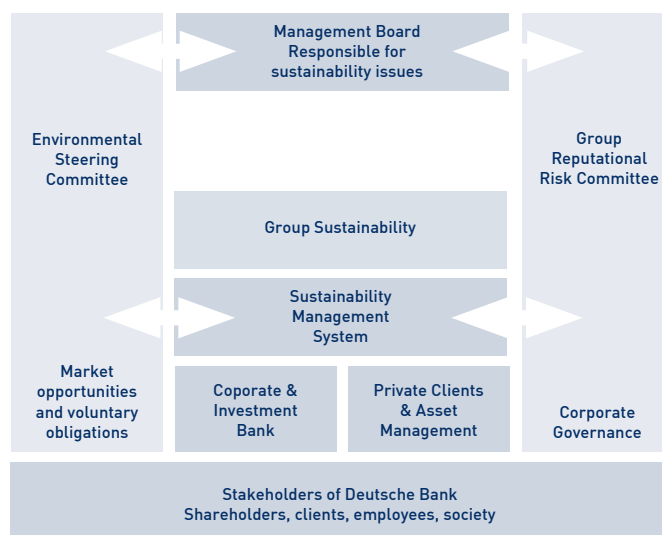 Management Board
Responsible for
sustainability issues
Environmental
Steering
Committee
Group
Reputational
Risk Committee
Group Sustainability
Sustainability
Management
System
Market
opportunities
and voluntary
obligations
Coporate &
Investment
Bank
Private Clients
& Asset
Management
Corporate
Governance
Stakeholders of Deutsche Bank
Shareholders, clients, employees, society